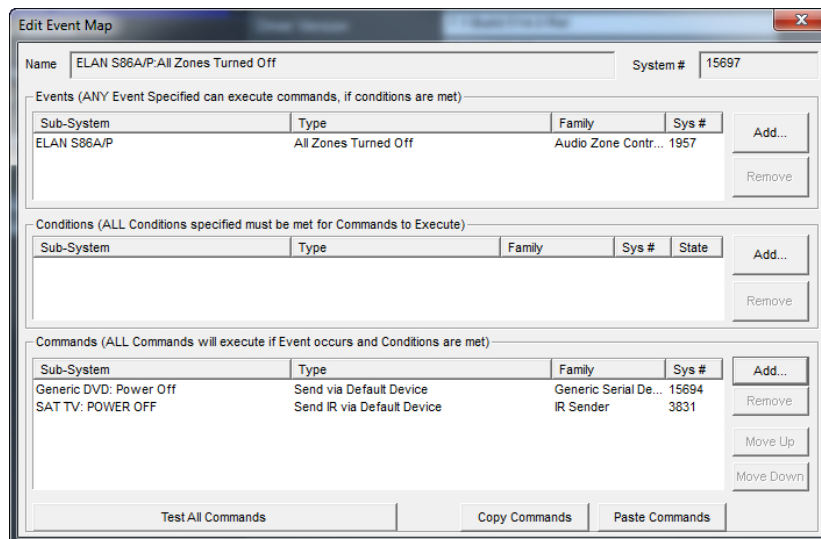 Edit Event Map
Name ELAN S86A/P:All Zones Turned Off System # 15697
Events (ANY Event Specified can execute commands, if conditions are met)
Sub-System Type Family Sys #
ELAN S86A/P All Zones Turned Off Audio Zone Contr... 1957
Add...
Remove
Conditions (ALL Conditions specified must be met for Commands to Execute)
Sub-System Type Family Sys # State
Add...
Remove
Commands (ALL Commands will execute if Event occurs and Conditions are met)
Sub-System Type Family Sys #
Generic DVD: Power Off Send via Default Device Generic Serial De... 15694
SAT TV: POWER OFF Send IR via Default Device IR Sender 3831
Add...
Remove
Move Up
Move Down
Test All Commands Copy Commands Paste Commands